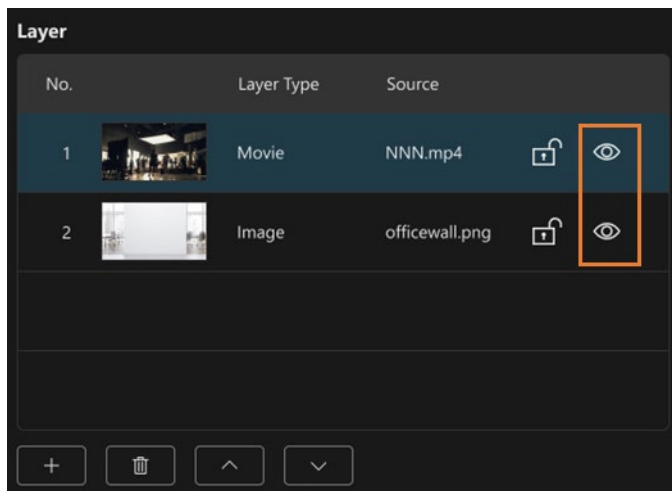 Layer
No. Layer Type Source
1 Movie NNN.mp4
2 Image officewall.png